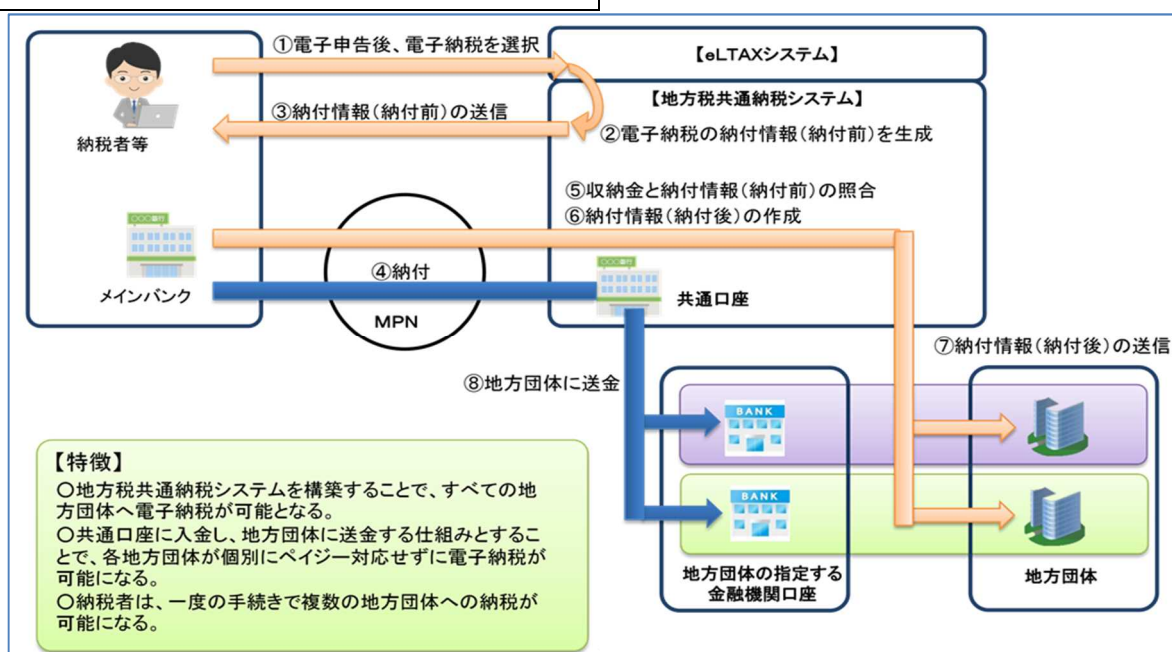 ①電子申告後、電子納税を選択
【eLTAXシステム】
【地方税共通納税システム】
③納付情報(納付前)の送信
②電子納税の納付情報(納付前)を生成
納税者等
⑤収納金と納付情報(納付前)の照合
⑥納付情報(納付後)の作成
〇〇〇銀行
④納付
〇〇〇銀行
メインバンク
共通口座
MPN
⑦納付情報(納付後)の送信
⑧地方団体に送金
BANK
【特徴】
〇地方税共通納税システムを構築することで、すべての地
方団体へ電子納税が可能となる。
〇共通口座に入金し、地方団体に送金する仕組みとするこ
とで、各地方団体が個別にペイジー対応せずに電子納税が
可能になる。
〇納税者は、一度の手続きで複数の地方団体への納税が
可能になる。
BANK
地方団体の指定する
金融機関口座
地方団体